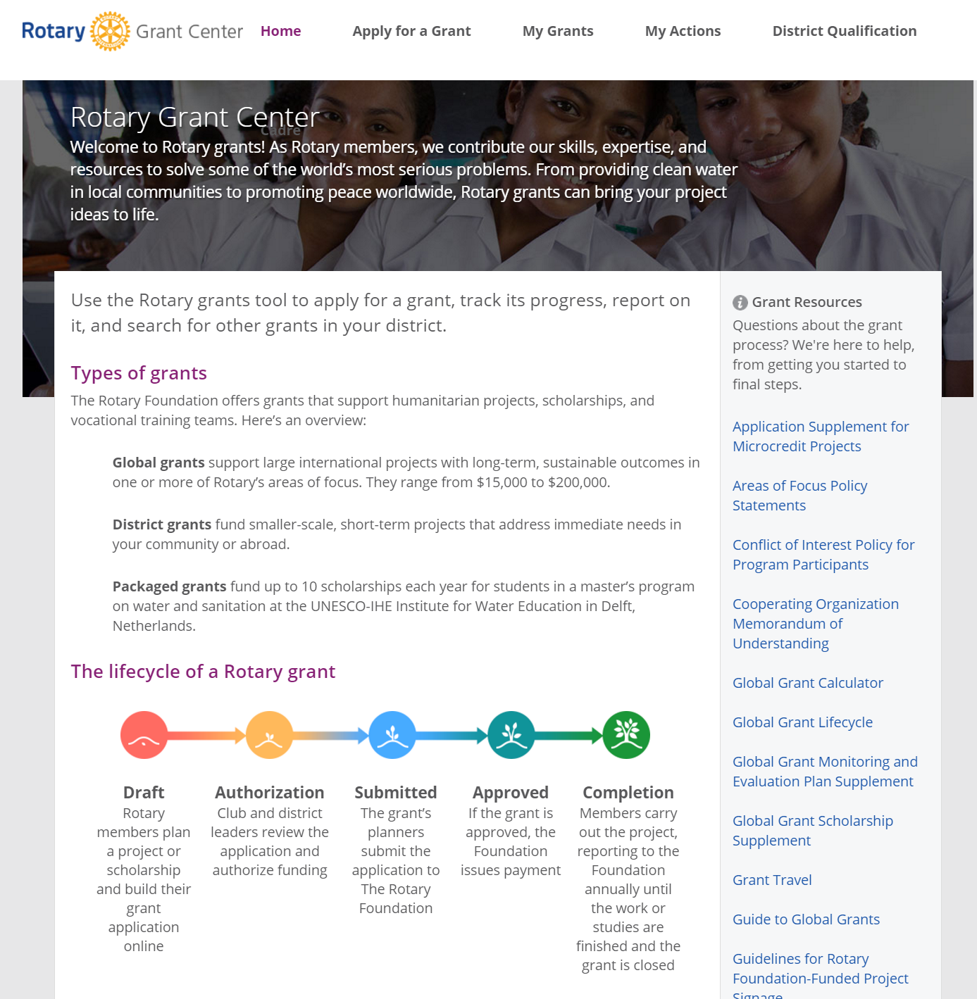 Rotary Grant Center
Home
Apply for a Grant
My Grants
My Actions
District Qualification
Rotary Grant Center
Cadre
Welcome to Rotary grants! As Rotary members, we contribute our skills, expertise, and
resources to solve some of the world’s most serious problems. From providing clean water
in local communities to promoting peace worldwide, Rotary grants can bring your project
ideas to life.
Use the Rotary grants tool to apply for a grant, track its progress, report on
it, and search for other grants in your district.
Types of grants
The Rotary Foundation offers grants that support humanitarian projects, scholarships, and
vocational training teams. Here’s an overview:
Global grants support large international projects with long-term, sustainable outcomes in
one or more of Rotary’s areas of focus. They range from $15,000 to $200,000.
District grants fund smaller-scale, short-term projects that address immediate needs in
your community or abroad.
Packaged grants fund up to 10 scholarships each year for students in a master’s program
on water and sanitation at the UNESCO-IHE Institute for Water Education in Delft,
Netherlands.
The lifecycle of a Rotary grant
Draft
Rotary
members plan
a project or
scholarship
and build their
grant
application
online
Authorization
Club and district
leaders review the
application and
authorize funding
Submitted
The grant’s
planners
submit the
application to
The Rotary
Foundation
Approved
If the grant is
approved, the
Foundation
issues payment
Completion
Members carry
out the project,
reporting to the
Foundation
annually until
the work or
studies are
finished and the
grant is closed
Grant Resources
Questions about the grant
process? We're here to help,
from getting you started to
final steps.
Application Supplement for
Microcredit Projects
Areas of Focus Policy
Statements
Conflict of Interest Policy for
Program Participants
Cooperating Organization
Memorandum of
Understanding
Global Grant Calculator
Global Grant Lifecycle
Global Grant Monitoring and
Evaluation Plan Supplement
Global Grant Scholarship
Supplement
Grant Travel
Guide to Global Grants
Guidelines for Rotary
Foundation-Funded Project
Signage